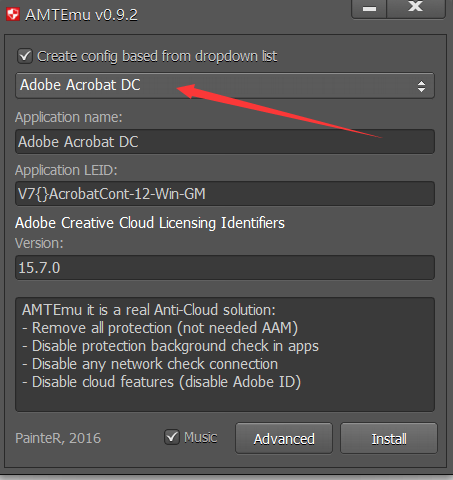 AMTEmu v0.9.2
Create config based from dropdown list
Adobe Acrobat DC
Application name:
Adobe Acrobat DC
Application LEID:
V7{}AcrobatCont-12-Win-GM
Adobe Creative Cloud Licensing Identifiers
Version:
15.7.0
AMTEmu it is a real Anti-Cloud solution:
- Remove all protection (not needed AAM)
- Disable protection background check in apps
- Disable any network check connection
- Disable cloud features (disable Adobe ID)
PainteR, 2016 Music Advanced Install